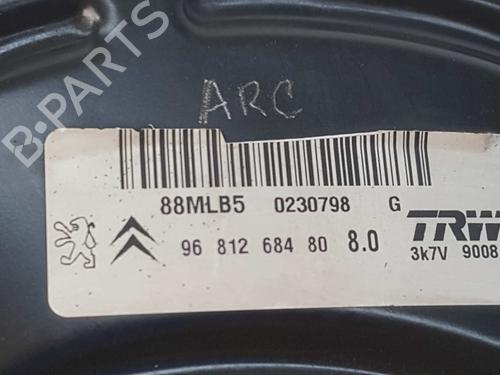 B-PARTS
ARC
88MLB5 0230798 G
96 812 684 80 8.0
TRW
3k7V 9008